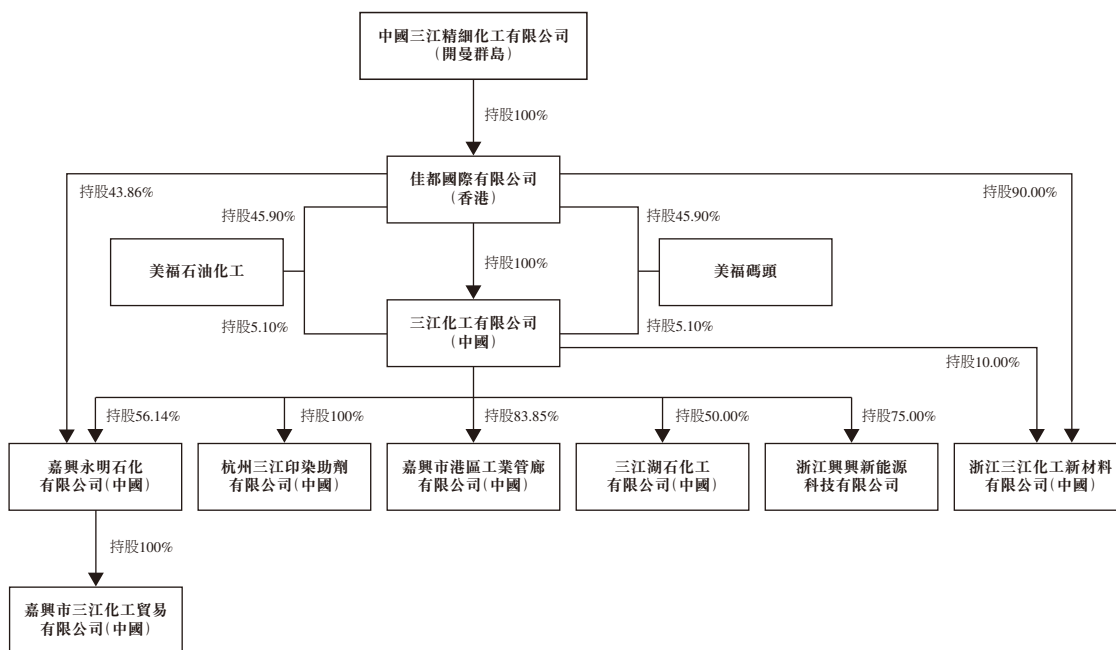 中國三江精細化工有限公司
(開曼群島)
持股100%
佳都國際有限公司
(香港)
持股43.86%
持股90.00%
持股45.90%
持股45.90%
美福石油化工
持股100%
美福碼頭
持股5.10%
三江化工有限公司
(中國)
持股5.10%
持股10.00%
持股56.14%
持股100%
持股83.85%
持股50.00%
持股75.00%
嘉興永明石化
有限公司(中國)
杭州三江印染助劑
有限公司(中國)
嘉興市港區工業管廊
有限公司(中國)
三江湖石化工
有限公司(中國)
浙江興興新能源
科技有限公司
浙江三江化工新材料
有限公司(中國)
持股100%
嘉興市三江化工貿易
有限公司(中國)